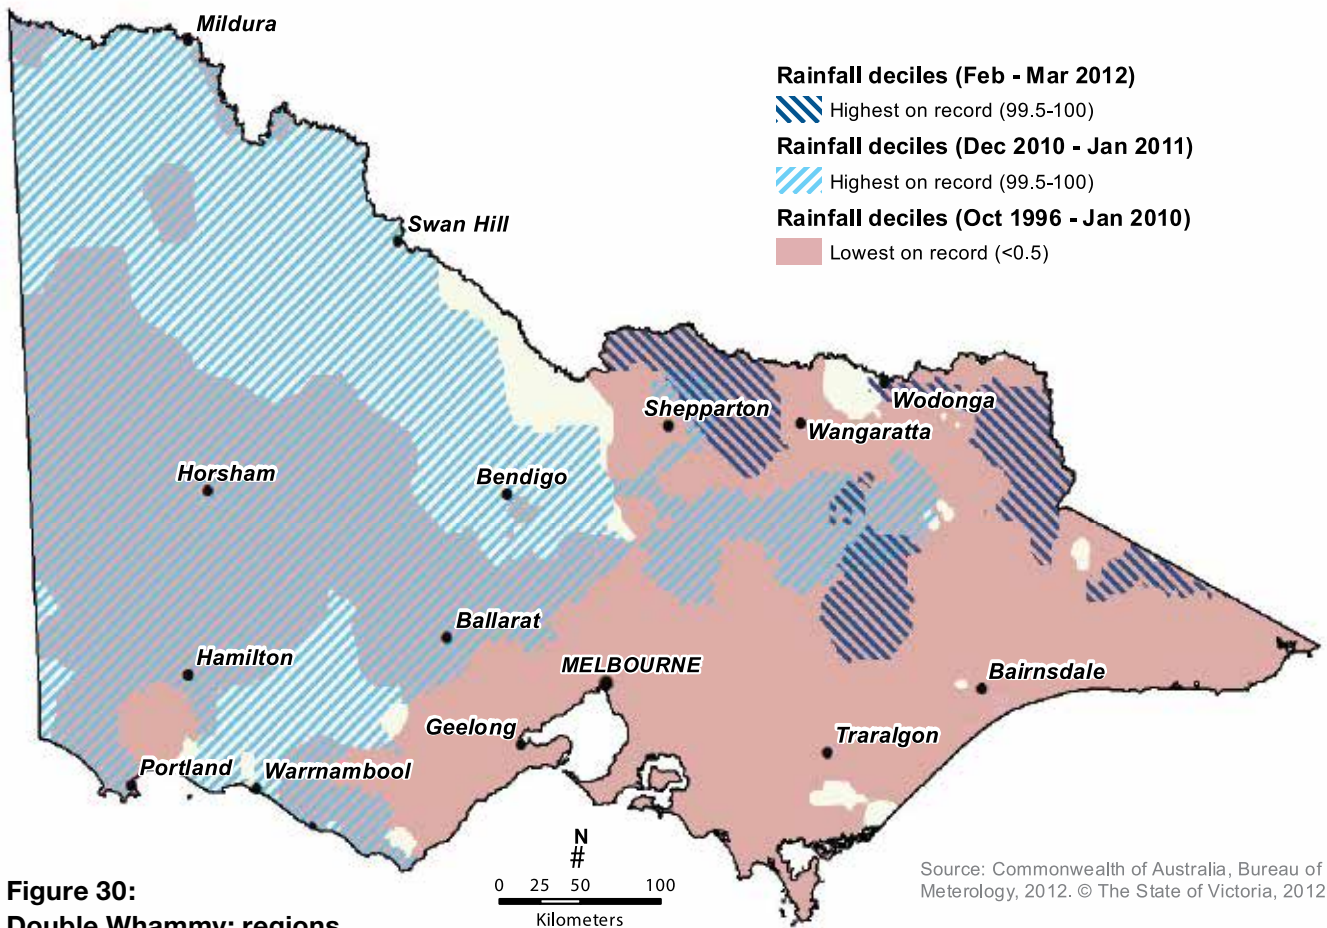 Mildura
Rainfall deciles (Feb - Mar 2012)
Highest on record (99.5-100)
Rainfall deciles (Dec 2010 - Jan 2011)
Highest on record (99.5-100)
Rainfall deciles (Oct 1996 - Jan 2010)
Lowest on record (<0.5)
Swan Hill
Shepparton
Wodonga
Wangaratta
Horsham
Bendigo
Ballarat
Hamilton
MELBOURNE
Bairnsdale
Geelong
Traralgon
Portland
Warrnambool
N
#
0 25 50 100
Kilometers
Source: Commonwealth of Australia, Bureau of
Meterology, 2012. © The State of Victoria, 2012
Figure 30:
Double Whammy: regions